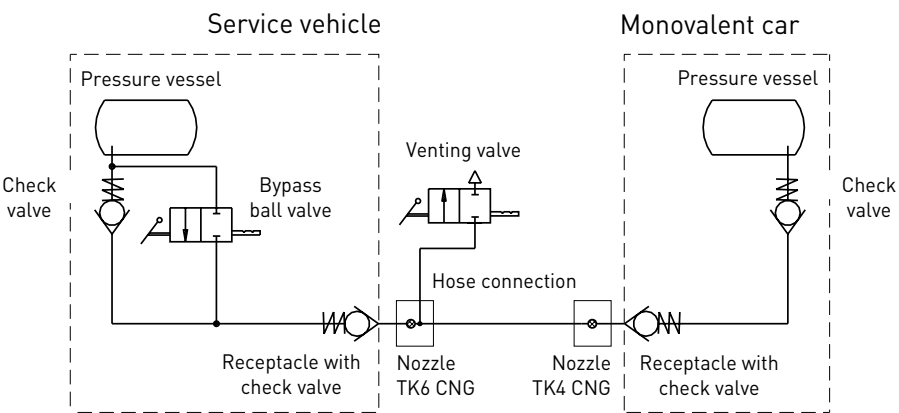 Service vehicle
Monovalent car
Pressure vessel
Pressure vessel
Venting valve
Check
valve
Bypass
ball valve
Check
valve
Hose connection
Receptacle with
check valve
Nozzle
TK6 CNG
Nozzle
TK4 CNG
Receptacle with
check valve